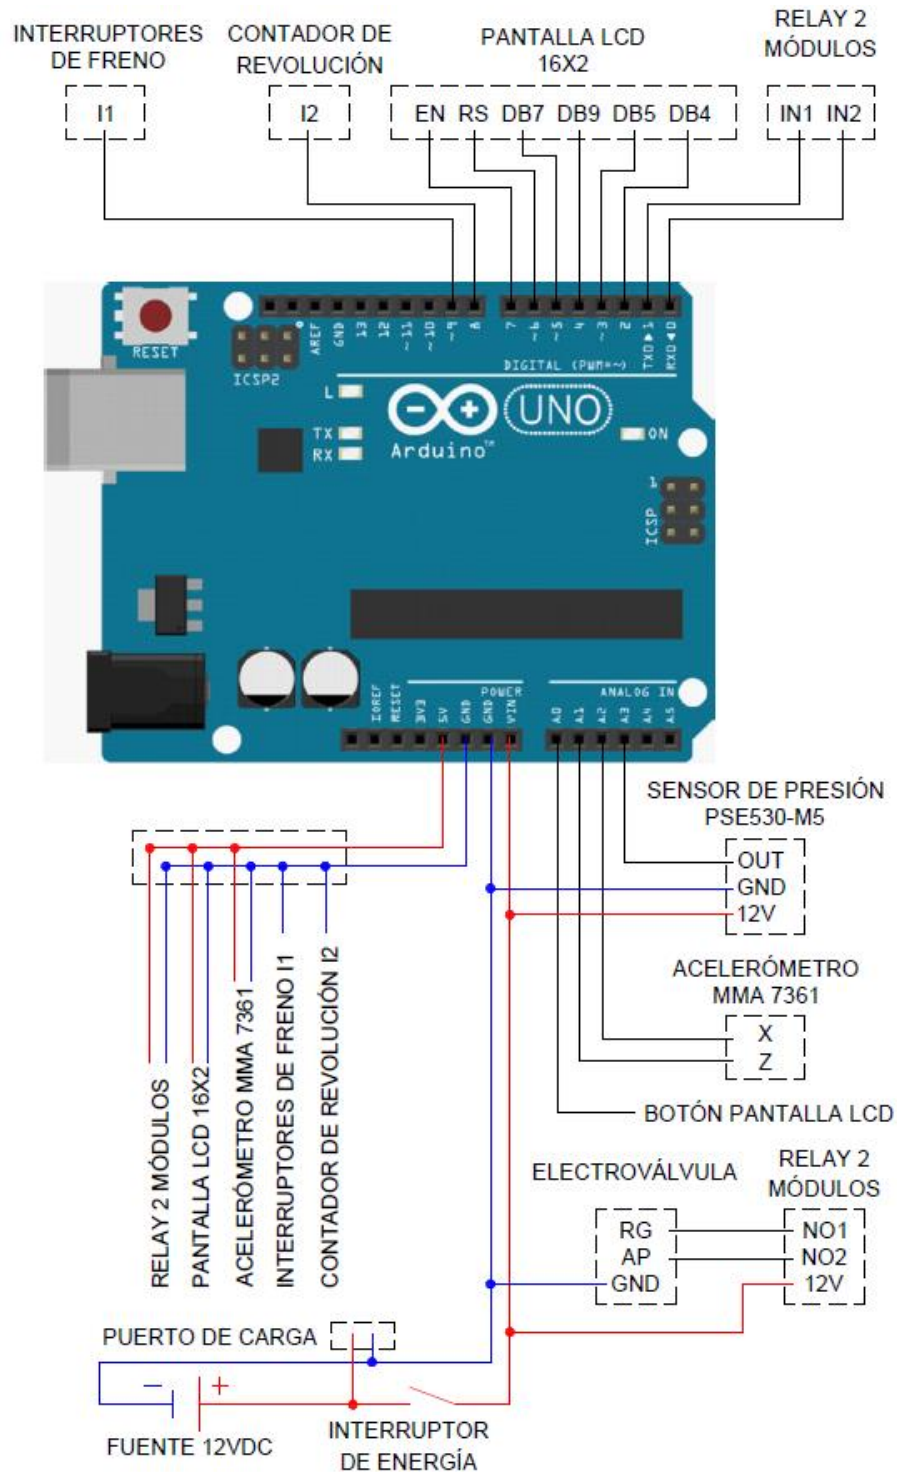 INTERRUPTORES
DE FRENO
CONTADOR DE
REVOLUCIÓN
PANTALLA LCD
16X2
RELAY 2
MÓDULOS
I1
I2
EN RS DB7 DB9 DB5 DB4
IN1 IN2
RESET
ICSP2
AREF
GND
13
12
~11
~10
~9
8
7
~6
~5
4
~3
2
TXD▶1
RXD◀0
DIGITAL (PWM=~)
L
TX
RX
Arduino™
UNO
ON
1
ICSP
POWER
ANALOG IN
IOREF
RESET
3V3
5V
GND
GND
VIN
A0
A1
A2
A3
A4
A5
SENSOR DE PRESIÓN
PSE530-M5
OUT
GND
12V
ACELERÓMETRO
MMA 7361
X
Z
BOTÓN PANTALLA LCD
RELAY 2 MÓDULOS
PANTALLA LCD 16X2
ACELERÓMETRO MMA 7361
INTERRUPTORES DE FRENO I1
CONTADOR DE REVOLUCIÓN I2
ELECTROVÁLVULA
RELAY 2
MÓDULOS
RG
AP
GND
NO1
NO2
12V
PUERTO DE CARGA
− +
FUENTE 12VDC
INTERRUPTOR
DE ENERGÍA